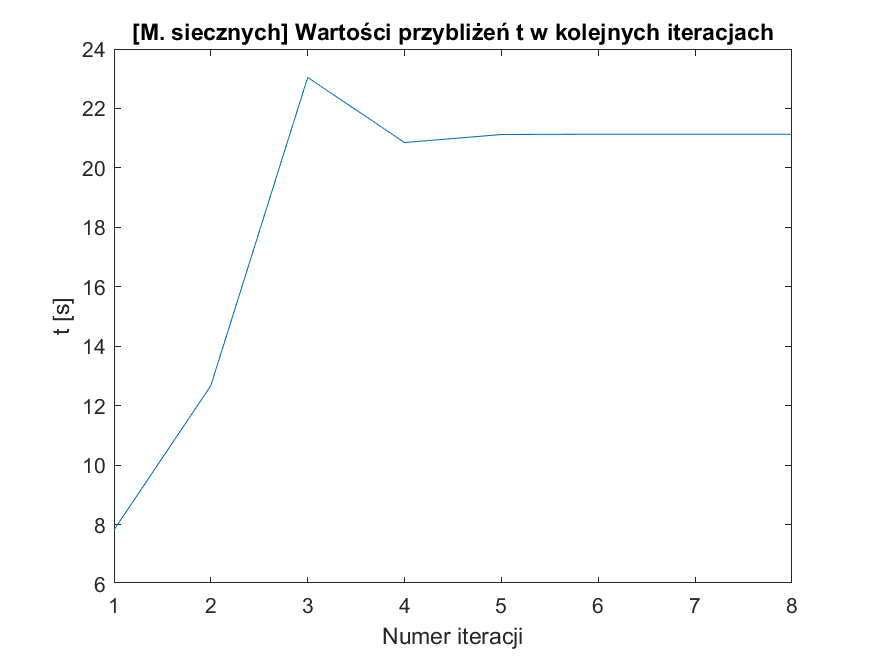 [M. siecznych] Wartości przybliżeń t w kolejnych iteracjach
24
22
20
18
16
14
12
10
8
6
t [s]
1 2 3 4 5 6 7 8
Numer iteracji